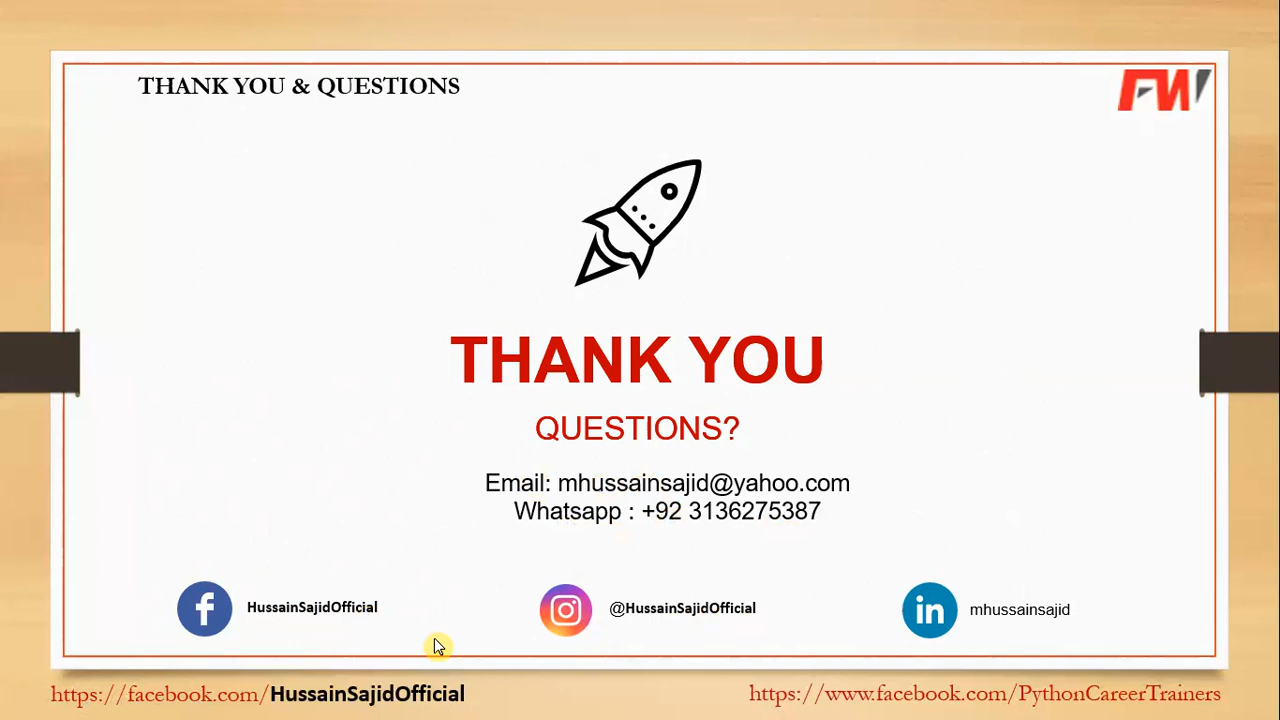 THANK YOU & QUESTIONS
FW
THANK YOU
QUESTIONS?
Email: mhussainsajid@yahoo.com
Whatsapp : +92 3136275387
HussainSajidOfficial
@HussainSajidOfficial
mhussainsajid
https://facebook.com/HussainSajidOfficial
https://www.facebook.com/PythonCareerTrainers